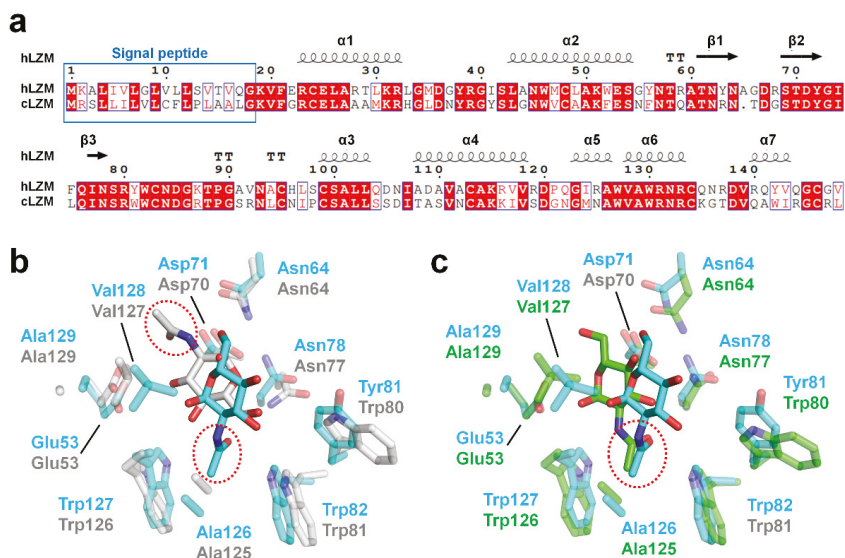 a
Signal peptide
hLZM α1 α2 TT β1 β2
1 10 20 30 40 50 60 70
hLZM MKALIVLGLVLLSVTVQGKVFERCELARTLKRLGMDGYRGISLANWMCLAKWESGYNTRATNYNAGDRSTDYGI
cLZM MRSLLILVLCFLPLAALGKVFGRCELAAAMKRHGLDNYRGYSLGNWVCAAKFESNFNTQATNRN.TDGSTDYGI
hLZM β3 TT TT α3 α4 α5 α6 α7
80 90 100 110 120 130 140
hLZM FQINSRYWCNDGKTPGAVNACHLSCSALLQDNIADAVACAKRVVRDPQGIRAWVAWRNRCQNRDVRQYVQGCGV
cLZM LQINSRWWCNDGRTPGSRNLCNIPCSALLSSDITASVNCAKKIVSDGNGMNAWVAWRNRCKGTDVQAWIRGCRL
b
Asp71
Asp70
Asn64
Asn64
Val128
Val127
Ala129
Ala129
Asn78
Asn77
Tyr81
Trp80
Glu53
Glu53
Trp127
Trp126
Ala126
Ala125
Trp82
Trp81
c
Asp71
Asp70
Asn64
Asn64
Val128
Val127
Ala129
Ala129
Asn78
Asn77
Tyr81
Trp80
Glu53
Glu53
Trp127
Trp126
Ala126
Ala125
Trp82
Trp81